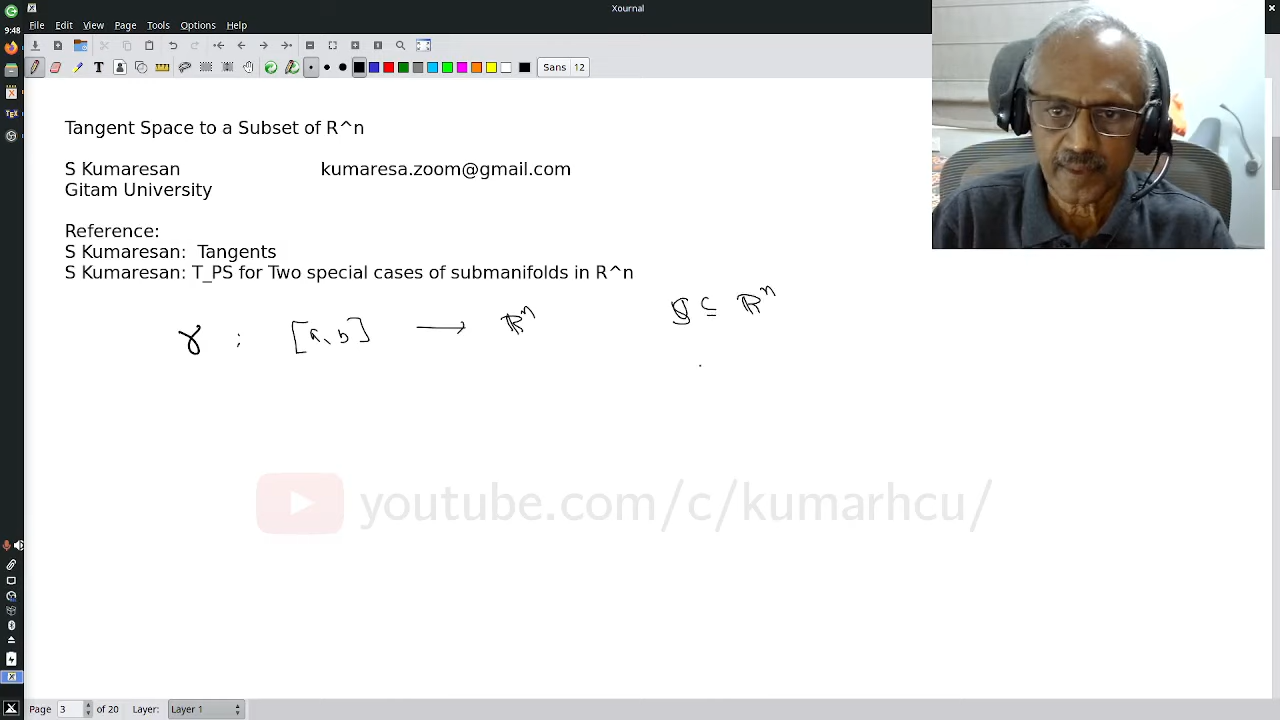 9:48
Xournal
File Edit View Page Tools Options Help
Sans 12
Tangent Space to a Subset of R^n
S Kumaresan kumaresa.zoom@gmail.com
Gitam University
Reference:
S Kumaresan: Tangents
S Kumaresan: T_PS for Two special cases of submanifolds in R^n
γ : [a, b] ⟶ ℝⁿ S ⊆ ℝⁿ
youtube.com/c/kumarhcu/
Page 3 of 20 Layer: Layer 1